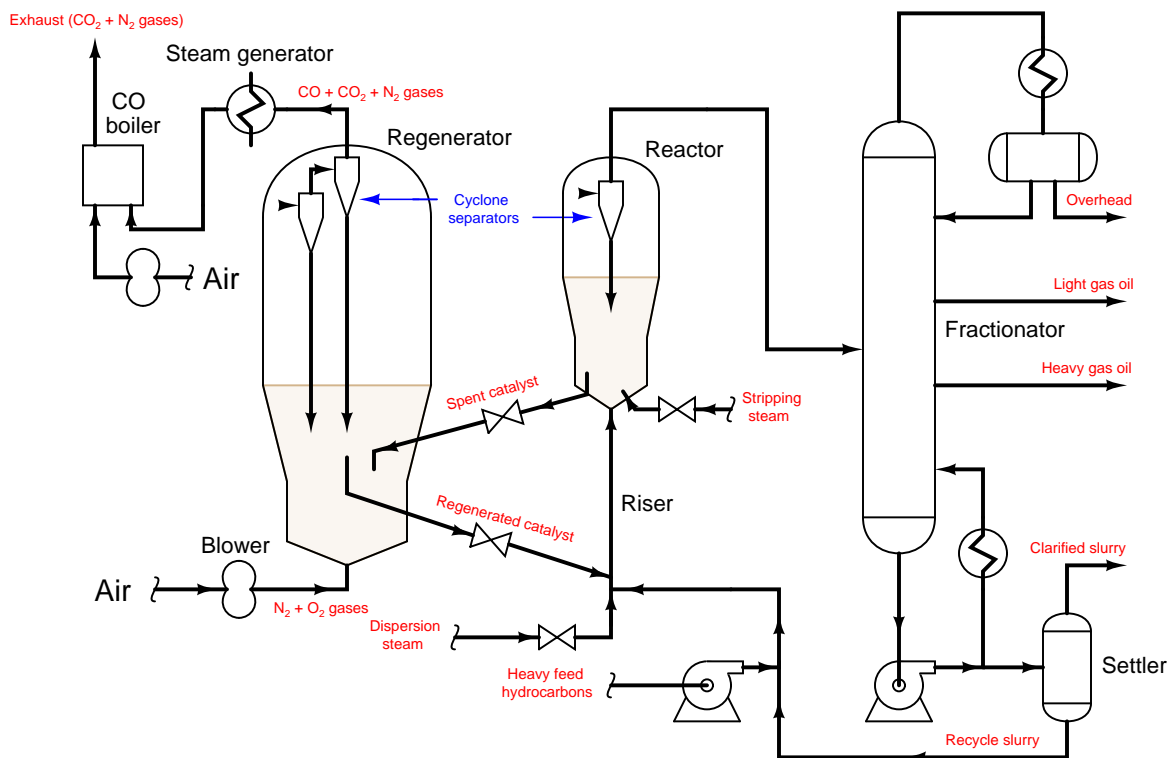 Exhaust (CO₂ + N₂ gases)
Steam generator
CO
boiler
CO + CO₂ + N₂ gases
Regenerator
Reactor
Cyclone
separators
Overhead
Air
Light gas oil
Fractionator
Heavy gas oil
Spent catalyst
Stripping
steam
Regenerated catalyst
Riser
Blower
Clarified slurry
Air
N₂ + O₂ gases
Dispersion
steam
Heavy feed
hydrocarbons
Settler
Recycle slurry